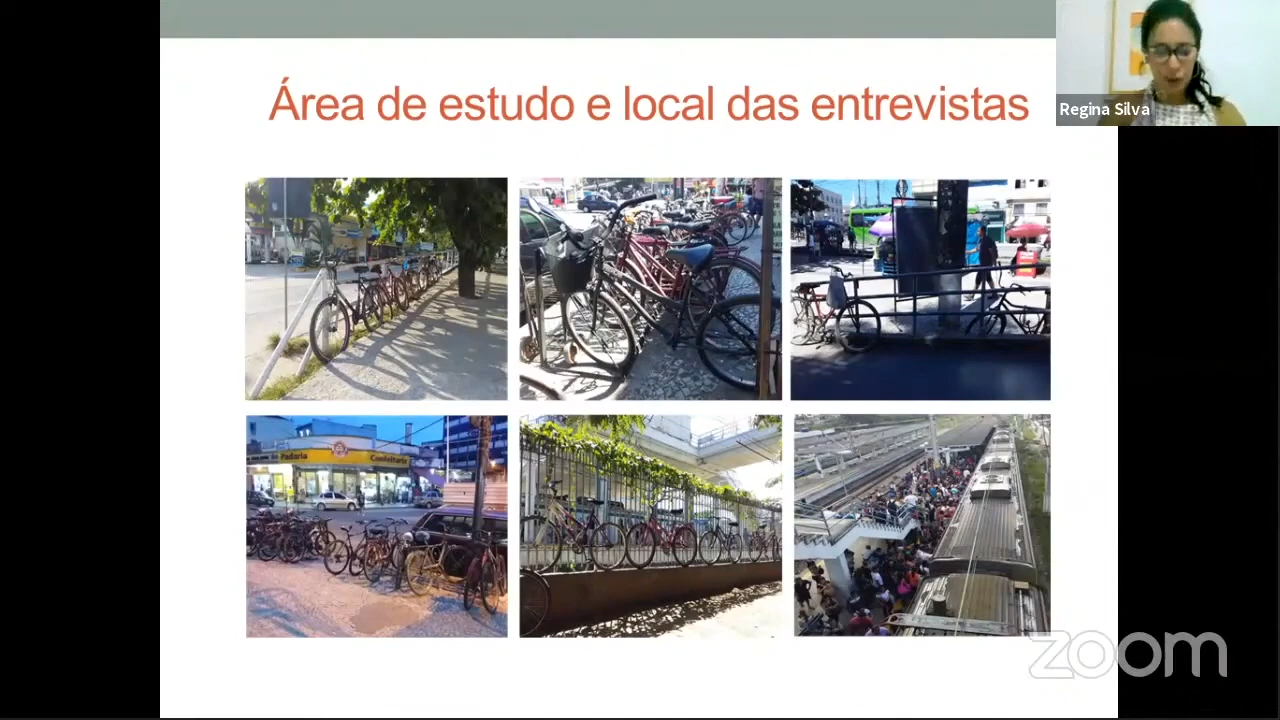 Área de estudo e local das entrevistas
Regina Silva
Padaria
Confeitaria
zoom